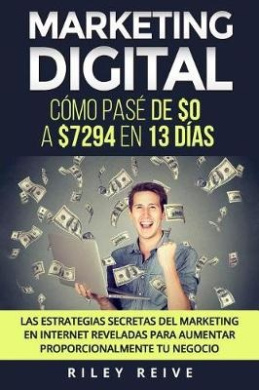 MARKETING
DIGITAL
CÓMO PASÉ DE $0
A $7294 EN 13 DÍAS
LAS ESTRATEGIAS SECRETAS DEL MARKETING
EN INTERNET REVELADAS PARA AUMENTAR
PROPORCIONALMENTE TU NEGOCIO
RILEY REIVE